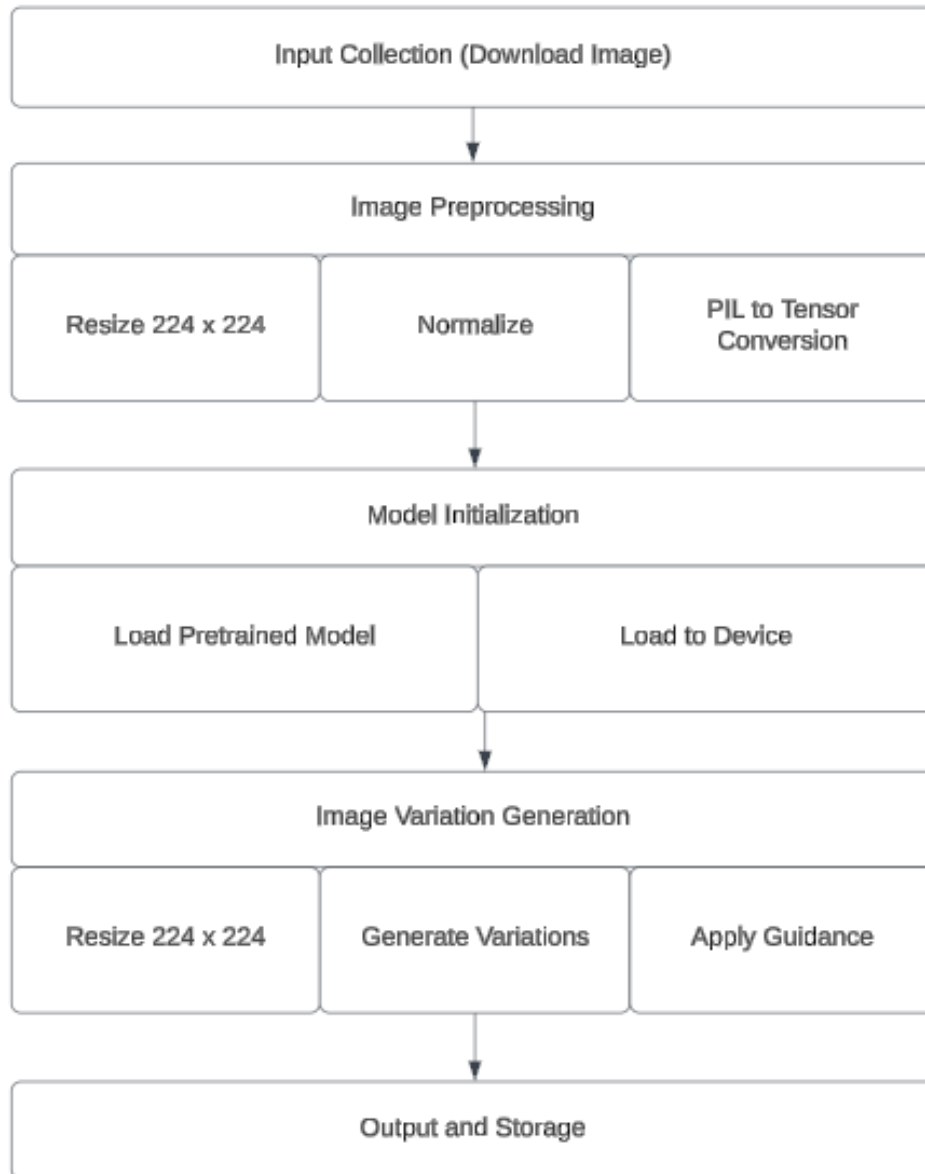 Input Collection (Download Image)
Image Preprocessing
Resize 224 x 224
Normalize
PIL to Tensor
Conversion
Model Initialization
Load Pretrained Model
Load to Device
Image Variation Generation
Resize 224 x 224
Generate Variations
Apply Guidance
Output and Storage